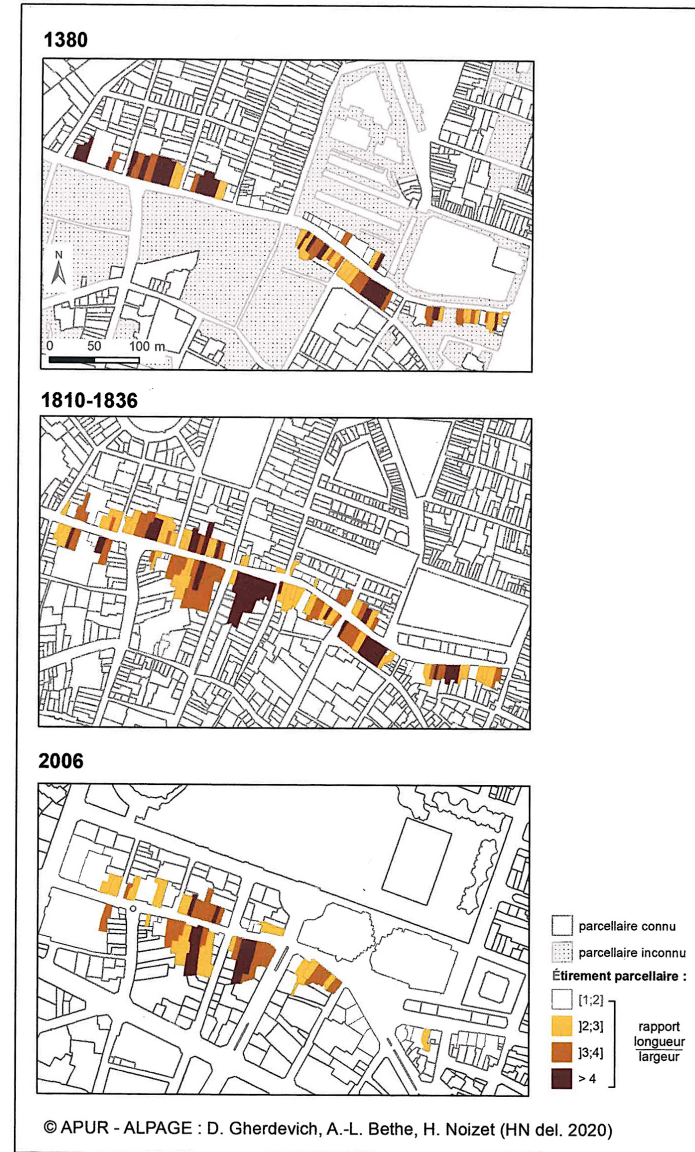 1380
N
0 50 100 m
1810-1836
2006
parcellaire connu
parcellaire inconnu
Étirement parcellaire :
[1;2]
]2;3]
]3;4]
> 4
rapport
longueur
largeur
© APUR - ALPAGE : D. Gherdevich, A.-L. Bethe, H. Noizet (HN del. 2020)